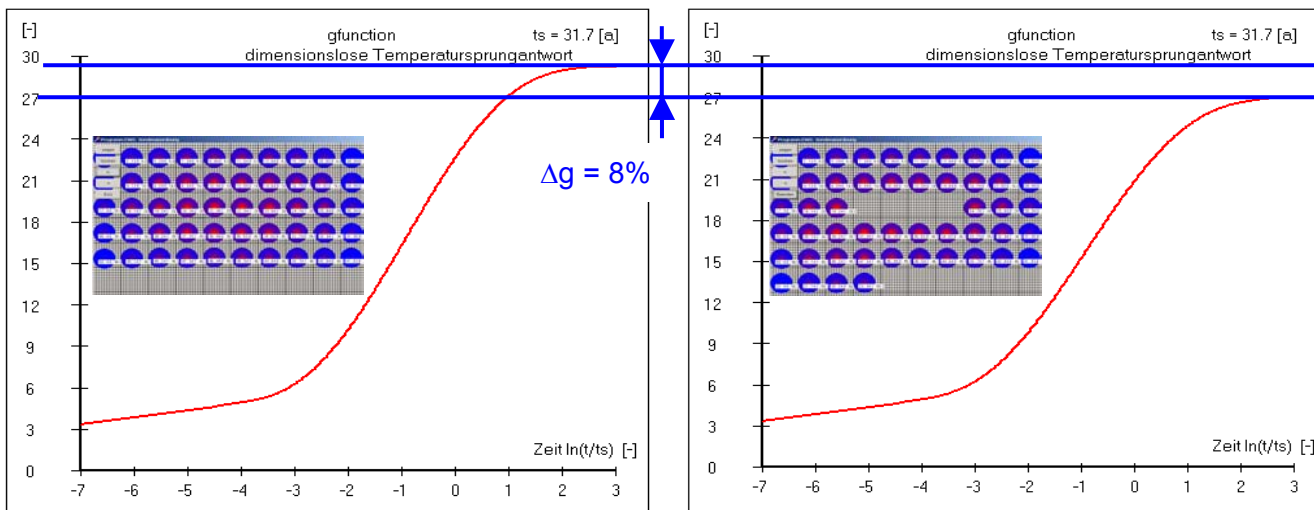 [-]
gfunction
ts = 31.7 [a]
dimensionslose Temperatursprungantwort
30
27
24
21
18
15
12
9
6
3
0
Zeit ln(t/ts) [-]
-7 -6 -5 -4 -3 -2 -1 0 1 2 3
Δg = 8%
[-]
gfunction
ts = 31.7 [a]
dimensionslose Temperatursprungantwort
30
27
24
21
18
15
12
9
6
3
0
Zeit ln(t/ts) [-]
-7 -6 -5 -4 -3 -2 -1 0 1 2 3